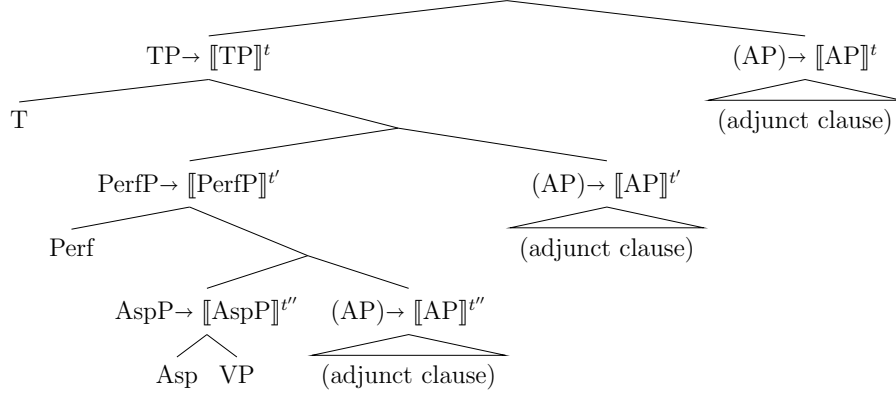 TP→ ⟦TP⟧^t (AP)→ ⟦AP⟧^t
T (adjunct clause)
PerfP→ ⟦PerfP⟧^t′ (AP)→ ⟦AP⟧^t′
Perf (adjunct clause)
AspP→ ⟦AspP⟧^t″ (AP)→ ⟦AP⟧^t″
Asp VP (adjunct clause)